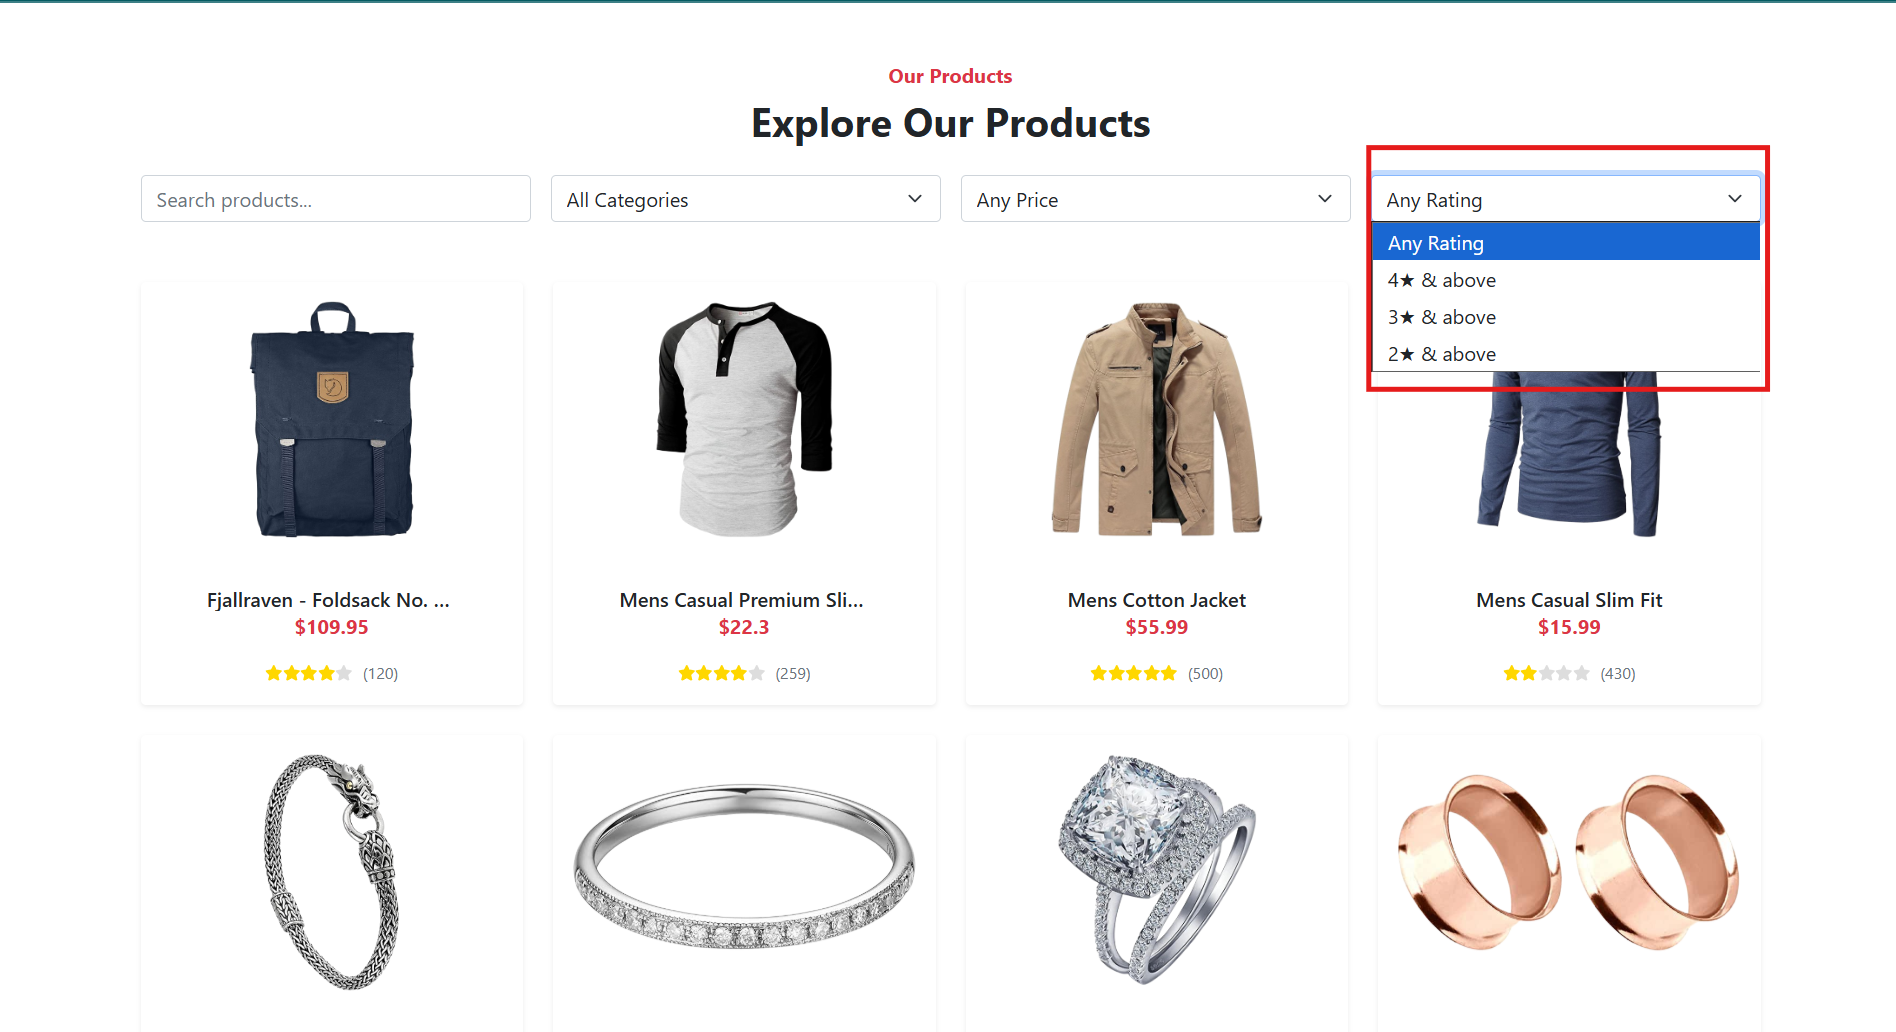 Our Products
Explore Our Products
Search products...
All Categories
Any Price
Any Rating
Any Rating
4★ & above
3★ & above
2★ & above
Fjallraven - Foldsack No. ...
$109.95
(120)
Mens Casual Premium Sli...
$22.3
(259)
Mens Cotton Jacket
$55.99
(500)
Mens Casual Slim Fit
$15.99
(430)